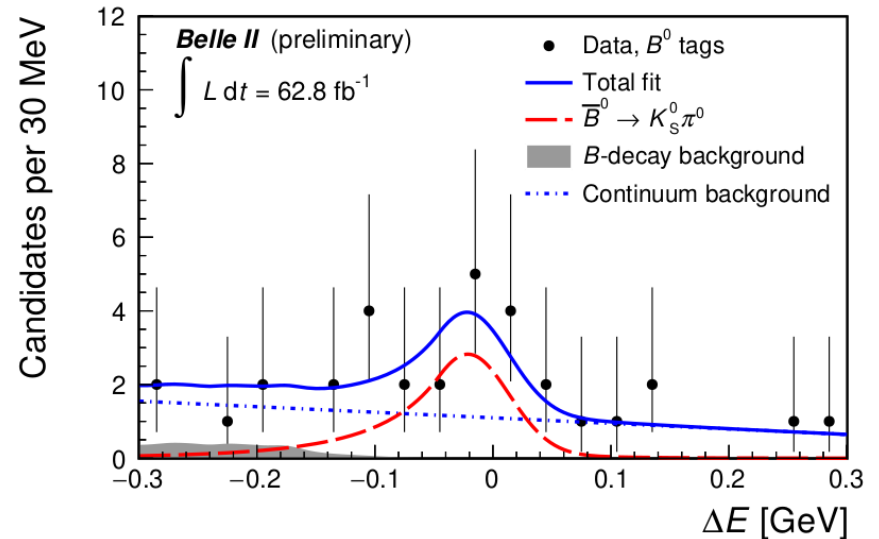 Candidates per 30 MeV
12
10
8
6
4
2
0
Belle II (preliminary)
∫ L dt = 62.8 fb⁻¹
Data, B⁰ tags
Total fit
B̅⁰ → K⁰_S π⁰
B-decay background
Continuum background
−0.3 −0.2 −0.1 0 0.1 0.2 0.3
ΔE [GeV]